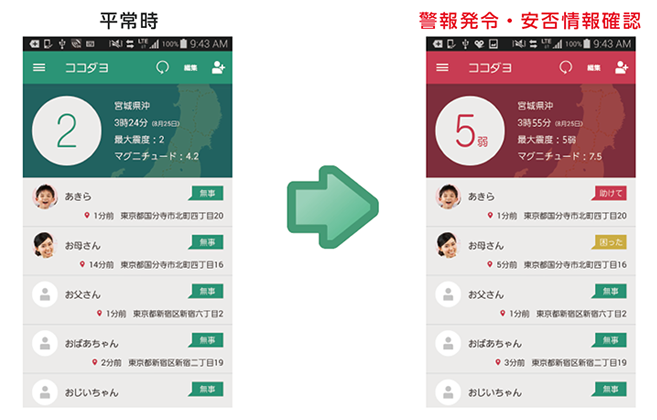 平常時
LTE 100% 9:43 AM
ココダヨ 編集
2
宮城県沖
3時24分 (8月25日)
最大震度:2
マグニチュード:4.2
あきら 無事
1分前 東京都国分寺市北町四丁目20
お母さん 無事
14分前 東京都国分寺市北町四丁目16
お父さん 無事
1分前 東京都新宿区新宿六丁目2
おばあちゃん 無事
2分前 東京都新宿区新宿二丁目19
おじいちゃん 無事
警報発令・安否情報確認
LTE 100% 9:43 AM
ココダヨ 編集
5弱
宮城県沖
3時55分 (8月25日)
最大震度:5弱
マグニチュード:7.5
あきら 助けて
1分前 東京都国分寺市北町四丁目20
お母さん 困った
5分前 東京都国分寺市北町四丁目16
お父さん 無事
1分前 東京都新宿区新宿六丁目2
おばあちゃん 無事
3分前 東京都新宿区新宿二丁目19
おじいちゃん 無事